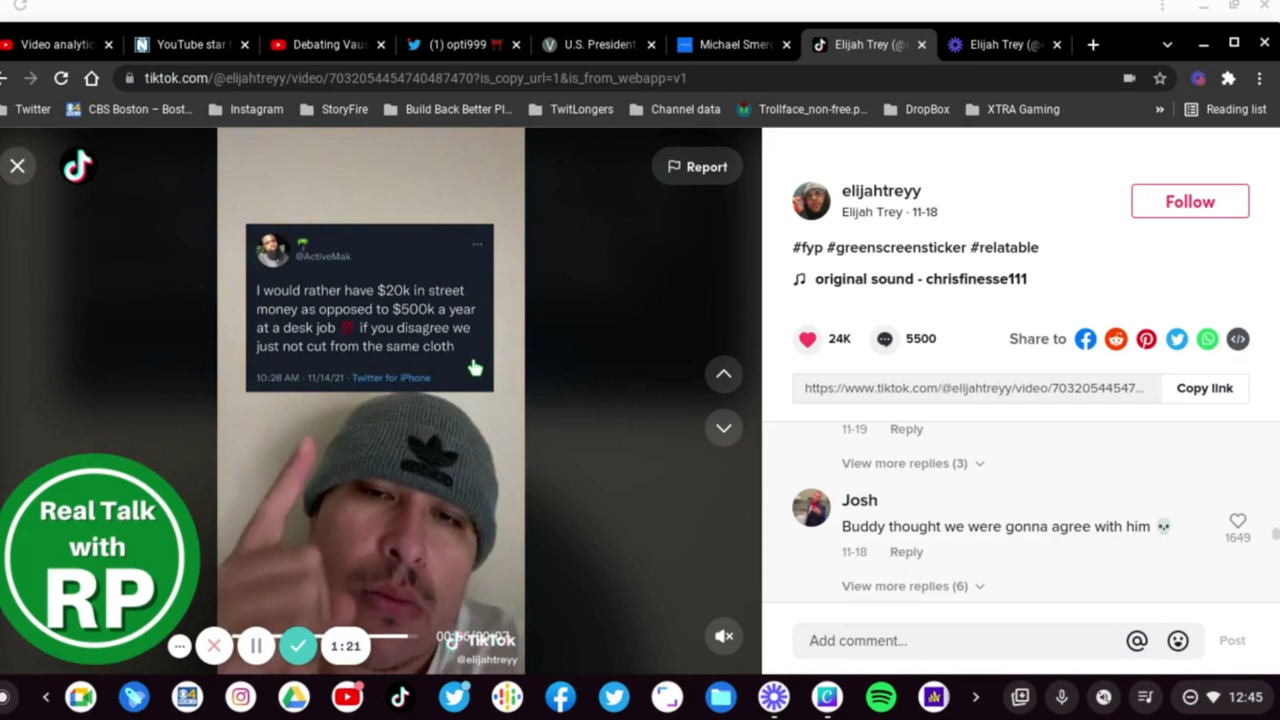 Video analytic
YouTube star
Debating Vaus
(1) opti999
U.S. President
Michael Smerc
Elijah Trey (@
Elijah Trey (@
tiktok.com/@elijahtreyy/video/7032054454740487470?is_copy_url=1&is_from_webapp=v1
Twitter
CBS Boston – Bost...
Instagram
StoryFire
Build Back Better Pl...
TwitLongers
Channel data
Trollface_non-free.p...
DropBox
XTRA Gaming
»
Reading list
Report
@ActiveMak
I would rather have $20k in street
money as opposed to $500k a year
at a desk job 💯 if you disagree we
just not cut from the same cloth
10:28 AM · 11/14/21 · Twitter for iPhone
adidas
Real Talk
with
RP
1:21
TikTok
@elijahtreyy
elijahtreyy
Elijah Trey · 11-18
Follow
#fyp #greenscreensticker #relatable
original sound - chrisfinesse111
24K
5500
Share to
https://www.tiktok.com/@elijahtreyy/video/70320544547...
Copy link
11-19 Reply
View more replies (3)
Josh
Buddy thought we were gonna agree with him 💀
1649
11-18 Reply
View more replies (6)
Add comment...
Post
12:45